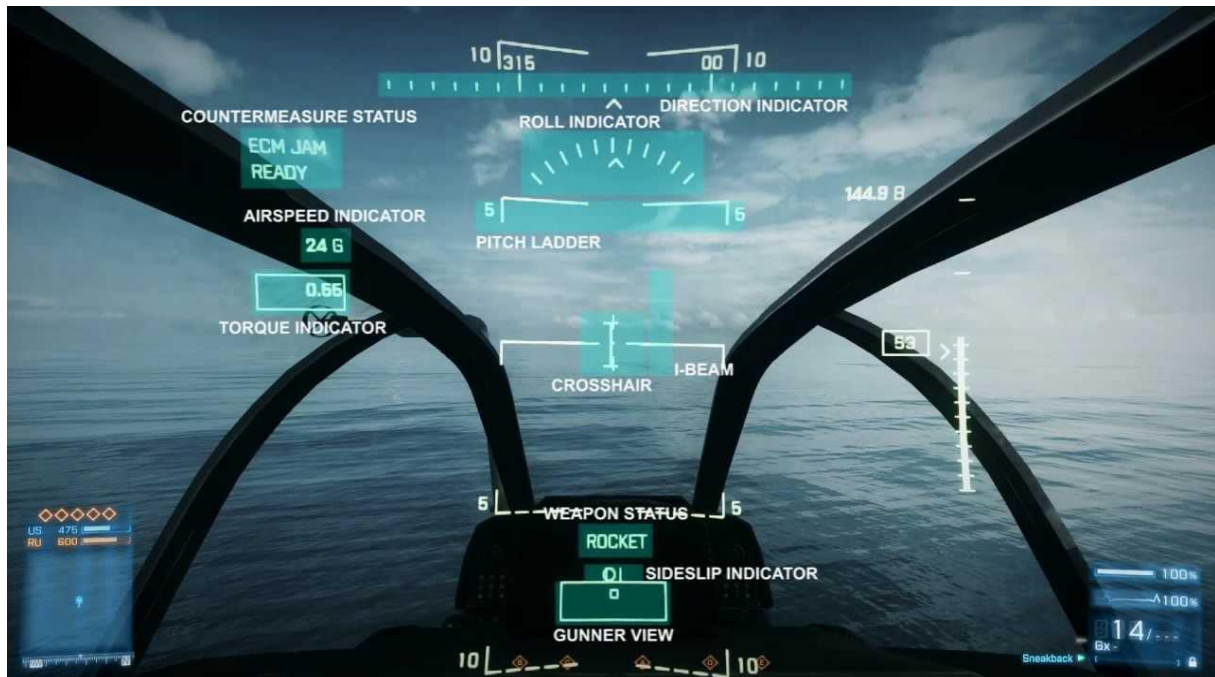 10 315 00 10
DIRECTION INDICATOR
COUNTERMEASURE STATUS
ROLL INDICATOR
ECM JAM
READY
144.9 B
AIRSPEED INDICATOR
5 5
24 G
PITCH LADDER
0.55
TORQUE INDICATOR
53
I-BEAM
CROSSHAIR
5 5
WEAPON STATUS
ROCKET
SIDESLIP INDICATOR
GUNNER VIEW
10 10
US 475
RU 600
N
100%
100%
14/---
Gx -
Sneakback